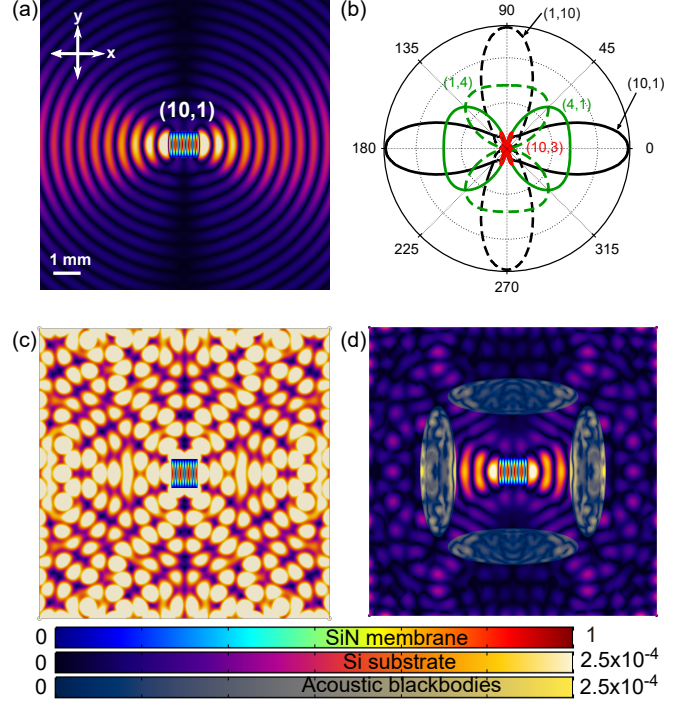 (a)
y
x
(10,1)
1 mm
(b)
90
(1,10)
135
45
(1,4)
(10,1)
(4,1)
180
(10,3)
0
225
315
270
(c)
(d)
0 SiN membrane 1
0 Si substrate 2.5x10⁻⁴
0 Acoustic blackbodies 2.5x10⁻⁴